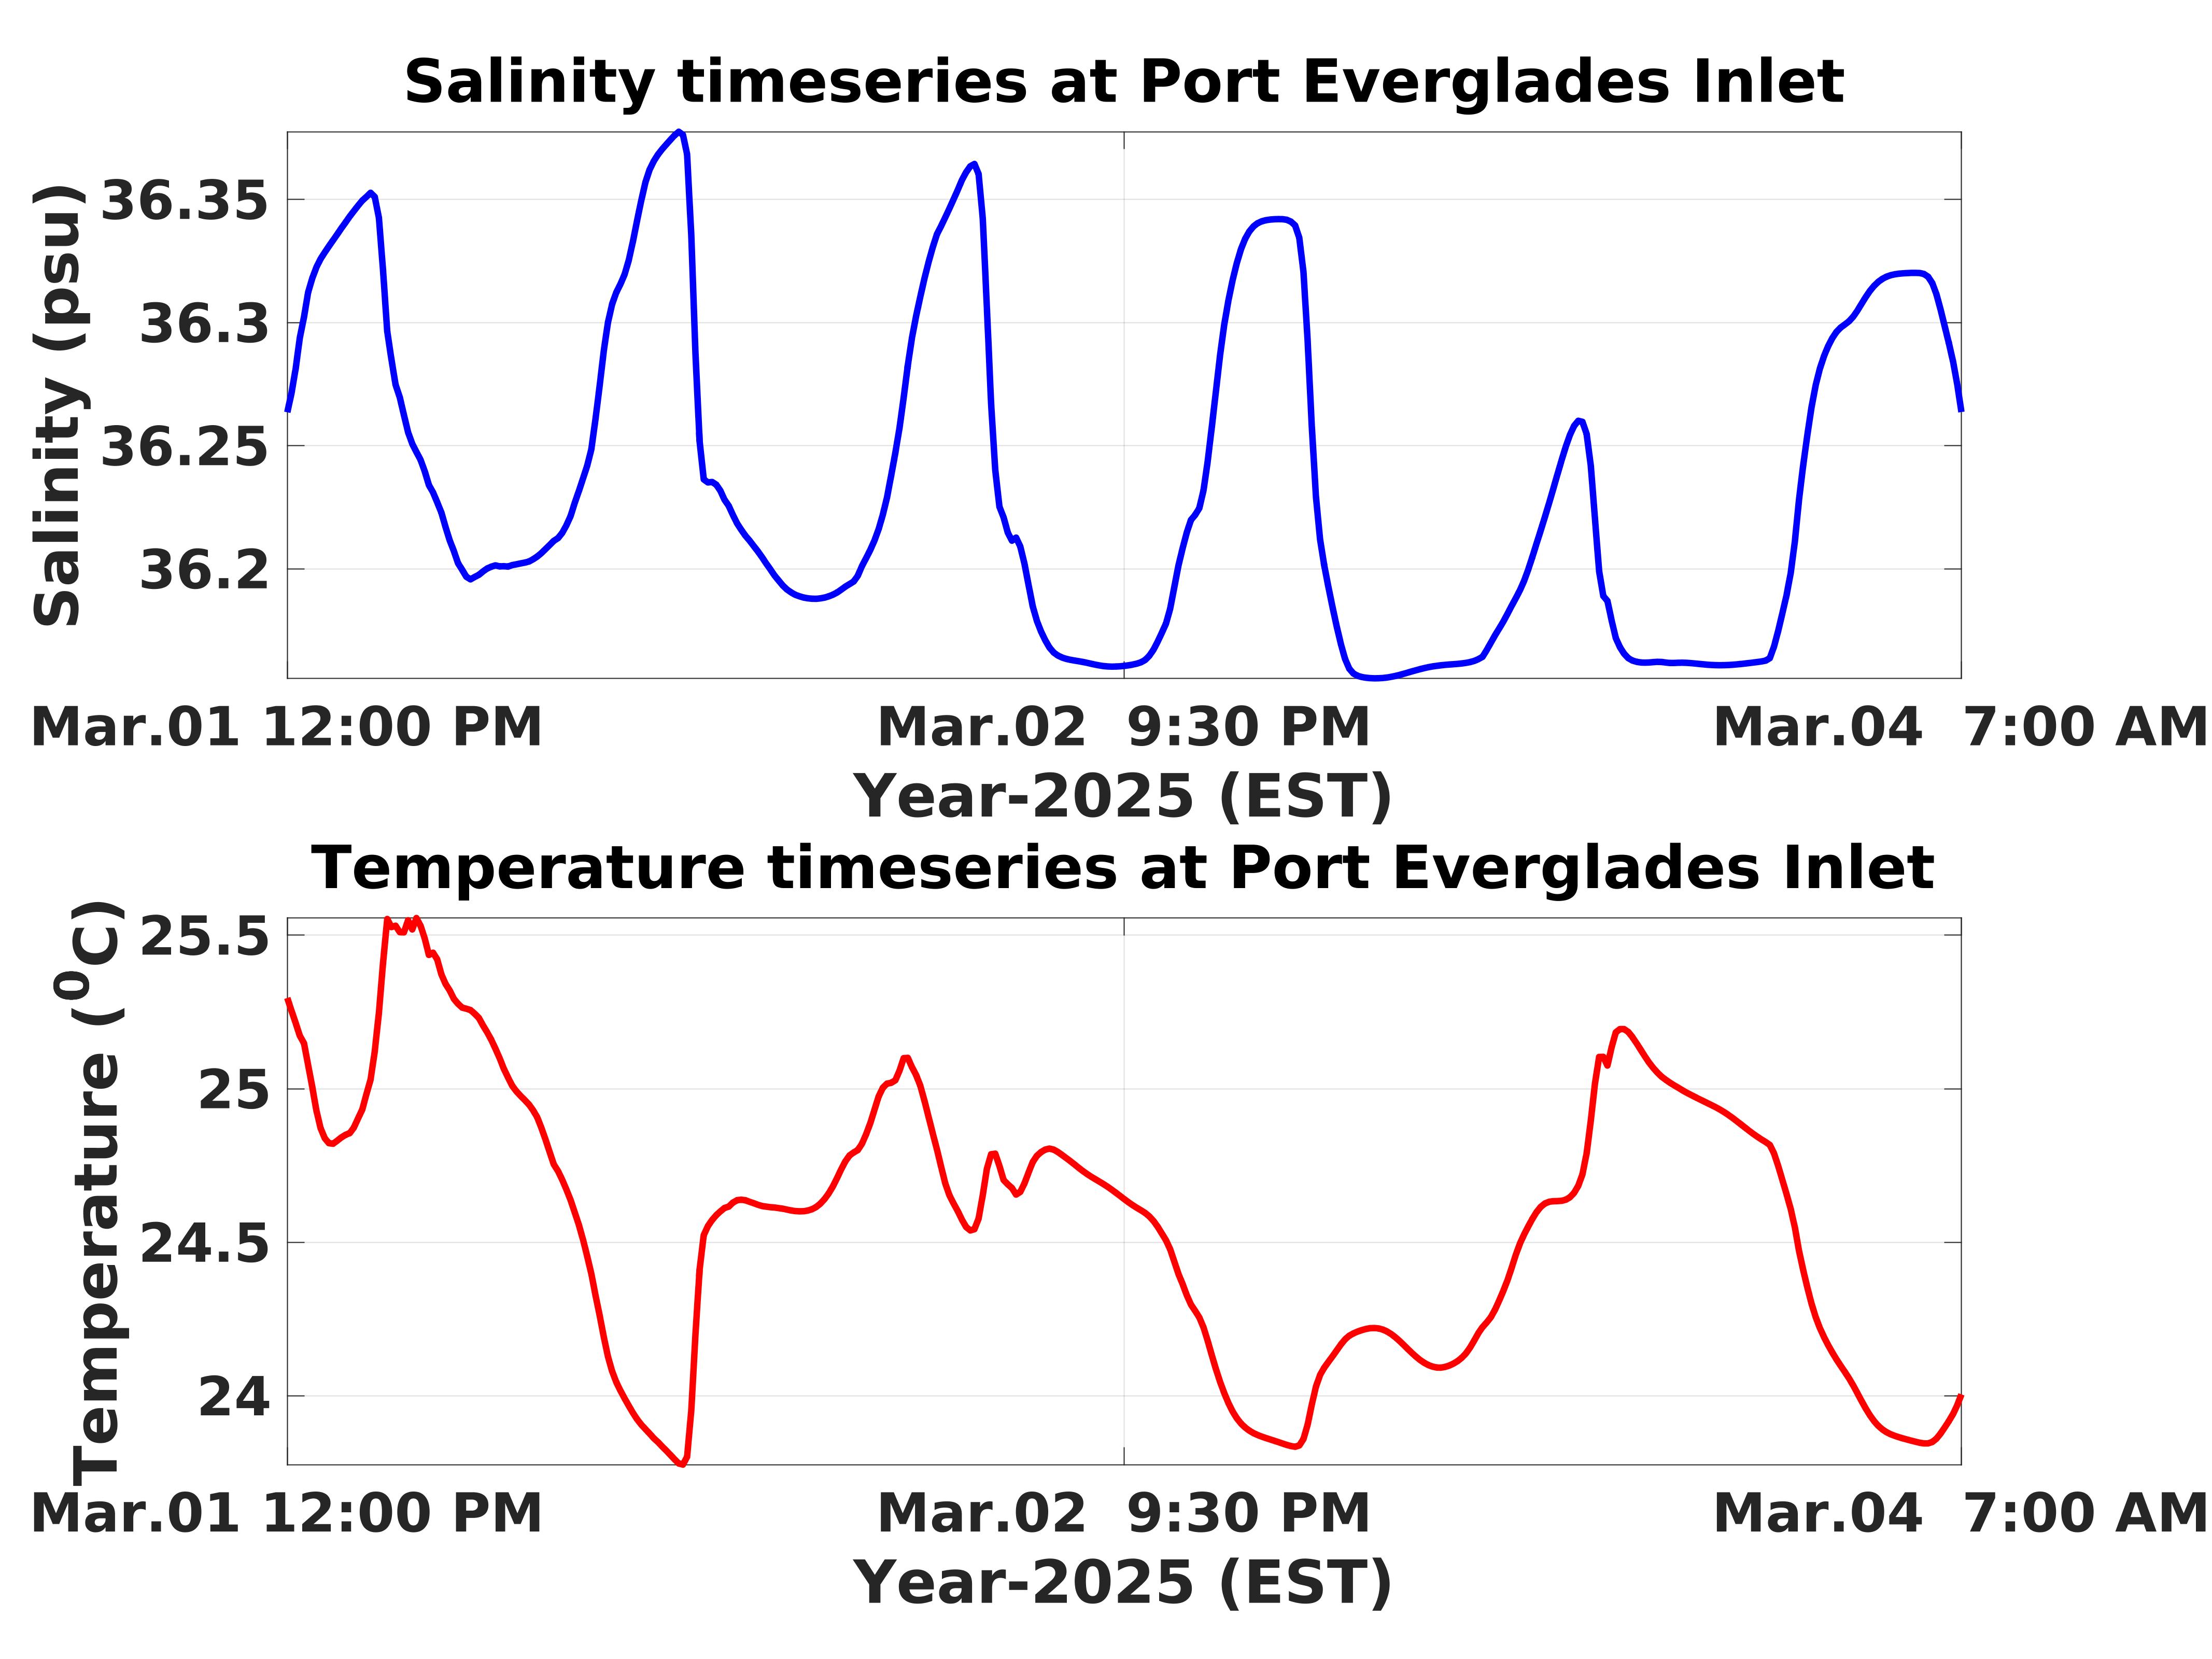 Salinity timeseries at Port Everglades Inlet
Salinity (psu)
36.35
36.3
36.25
36.2
Mar.01 12:00 PM Mar.02 9:30 PM Mar.04 7:00 AM
Year-2025 (EST)
Temperature timeseries at Port Everglades Inlet
Temperature (⁰C)
25.5
25
24.5
24
Mar.01 12:00 PM Mar.02 9:30 PM Mar.04 7:00 AM
Year-2025 (EST)